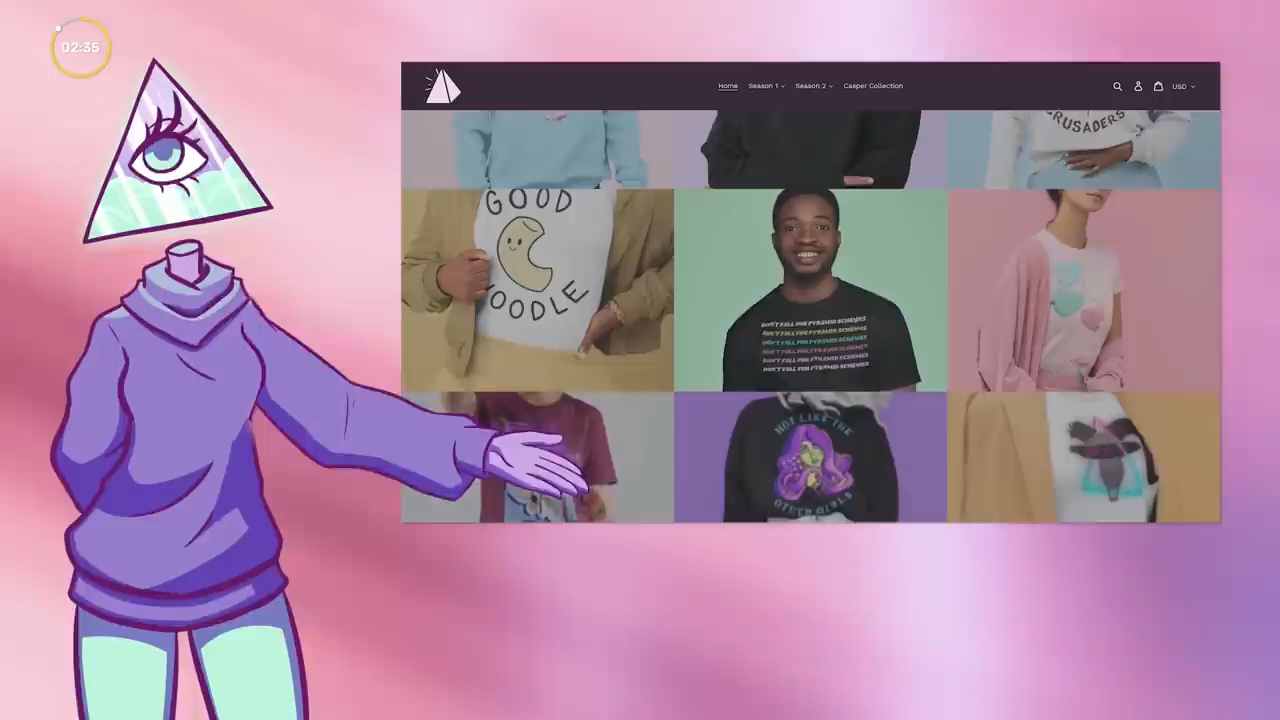 02:35
Home Season 1 Season 2 Casper Collection USD
CRUSADERS
GOOD
NOODLE
DON'T FALL FOR PYRAMID SCHEMES
DON'T FALL FOR PYRAMID SCHEMES
DON'T FALL FOR PYRAMID SCHEMES
DON'T FALL FOR PYRAMID SCHEMES
DON'T FALL FOR PYRAMID SCHEMES
DON'T FALL FOR PYRAMID SCHEMES
NOT LIKE THE
OTHER GIRLS